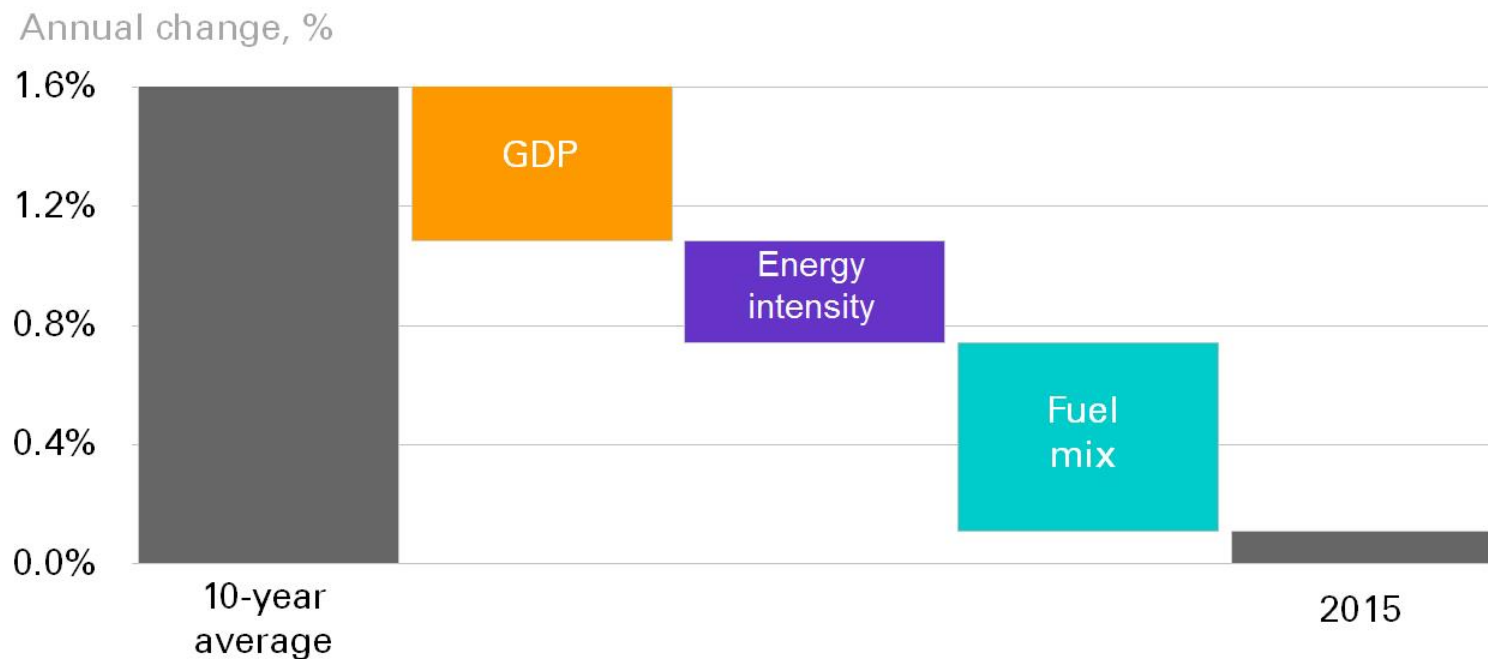 Annual change, %
1.6%
GDP
1.2%
Energy
intensity
0.8%
Fuel
mix
0.4%
0.0%
10-year
average
2015